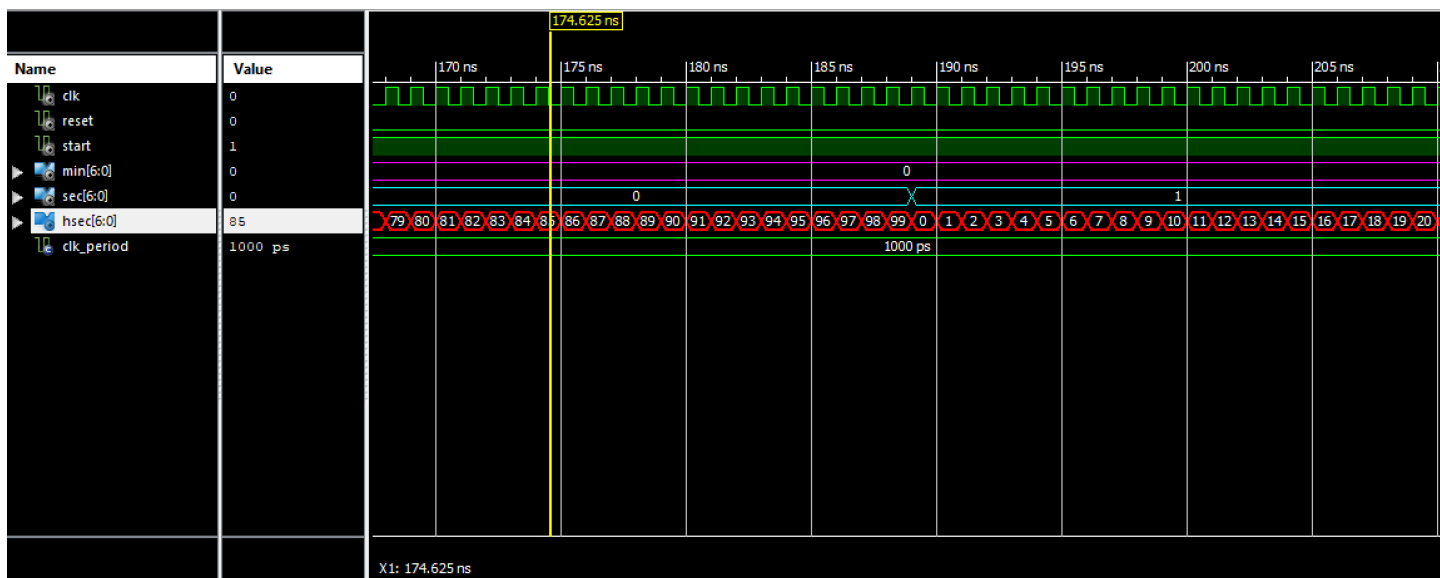 174.625 ns
Name Value
170 ns 175 ns 180 ns 185 ns 190 ns 195 ns 200 ns 205 ns
clk 0
reset 0
start 1
min[6:0] 0 0
sec[6:0] 0 0 1
hsec[6:0] 85 79 80 81 82 83 84 85 86 87 88 89 90 91 92 93 94 95 96 97 98 99 0 1 2 3 4 5 6 7 8 9 10 11 12 13 14 15 16 17 18 19 20
clk_period 1000 ps 1000 ps
X1: 174.625 ns